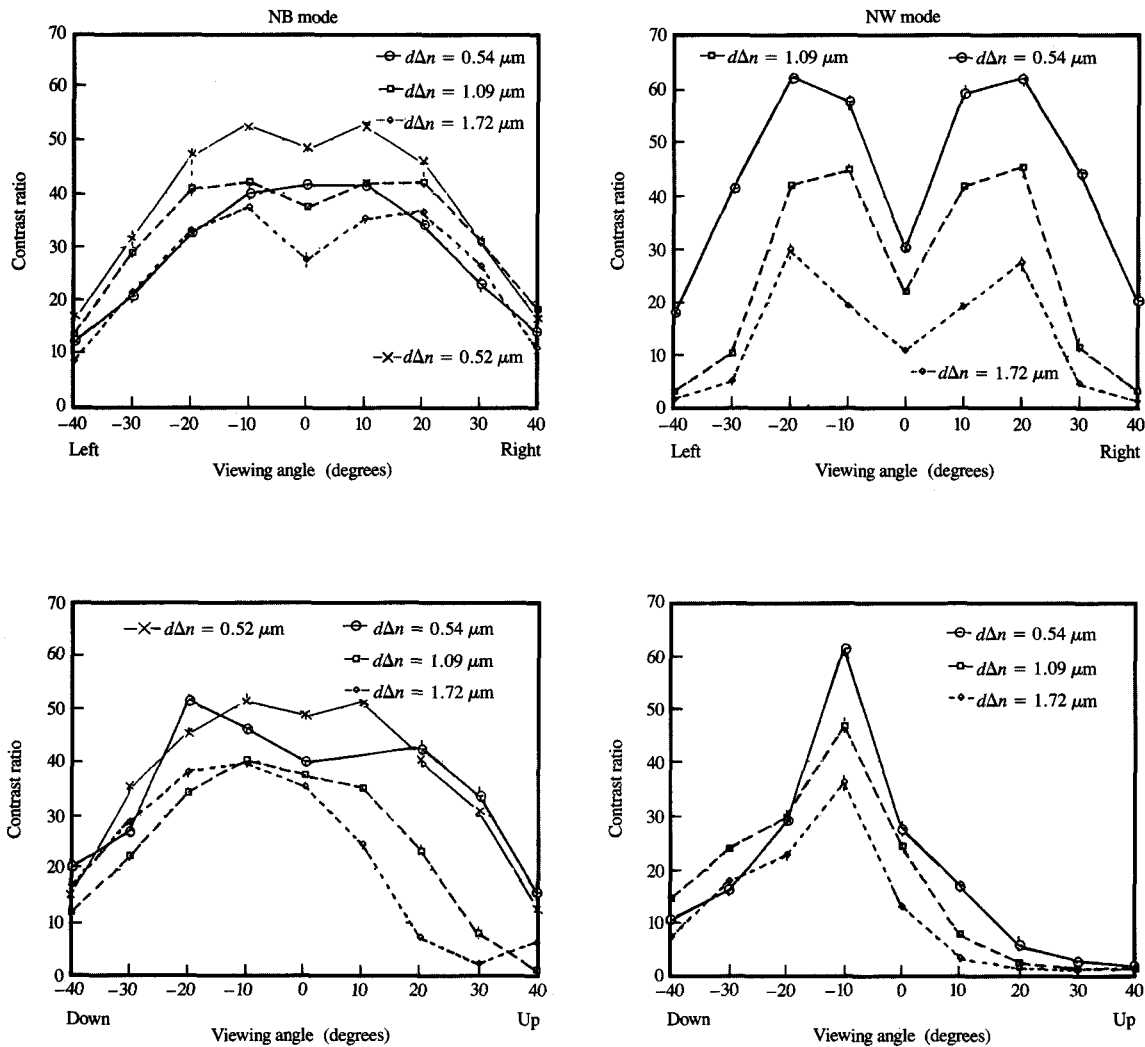 NB mode
70
60
50
40
30
20
10
0
Contrast ratio
dΔn = 0.54 μm
dΔn = 1.09 μm
dΔn = 1.72 μm
dΔn = 0.52 μm
−40 −30 −20 −10 0 10 20 30 40
Left Right
Viewing angle (degrees)
NW mode
70
60
50
40
30
20
10
0
Contrast ratio
dΔn = 1.09 μm
dΔn = 0.54 μm
dΔn = 1.72 μm
−40 −30 −20 −10 0 10 20 30 40
Left Right
Viewing angle (degrees)
70
60
50
40
30
20
10
0
Contrast ratio
dΔn = 0.52 μm
dΔn = 0.54 μm
dΔn = 1.09 μm
dΔn = 1.72 μm
−40 −30 −20 −10 0 10 20 30 40
Down Up
Viewing angle (degrees)
70
60
50
40
30
20
10
0
Contrast ratio
dΔn = 0.54 μm
dΔn = 1.09 μm
dΔn = 1.72 μm
−40 −30 −20 −10 0 10 20 30 40
Down Up
Viewing angle (degrees)